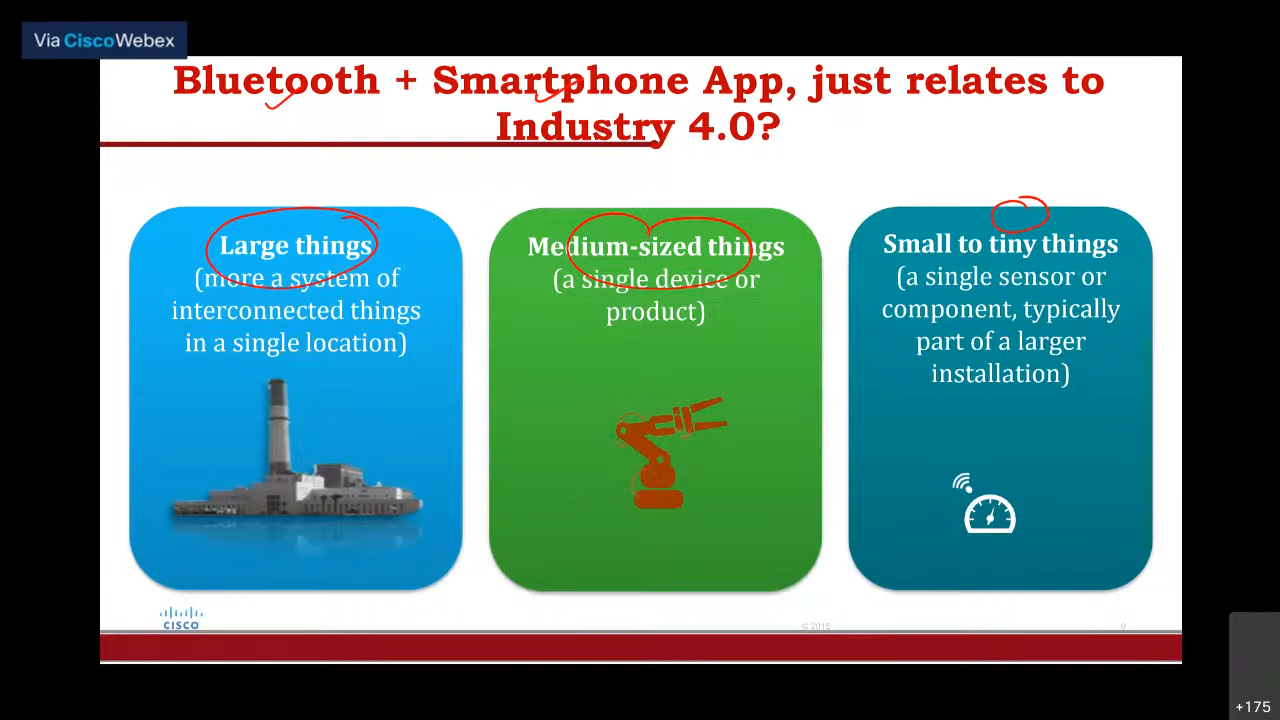 Via CiscoWebex
Bluetooth + Smartphone App, just relates to
Industry 4.0?
Large things
(more a system of
interconnected things
in a single location)
Medium-sized things
(a single device or
product)
Small to tiny things
(a single sensor or
component, typically
part of a larger
installation)
CISCO
© 2015
9
+175